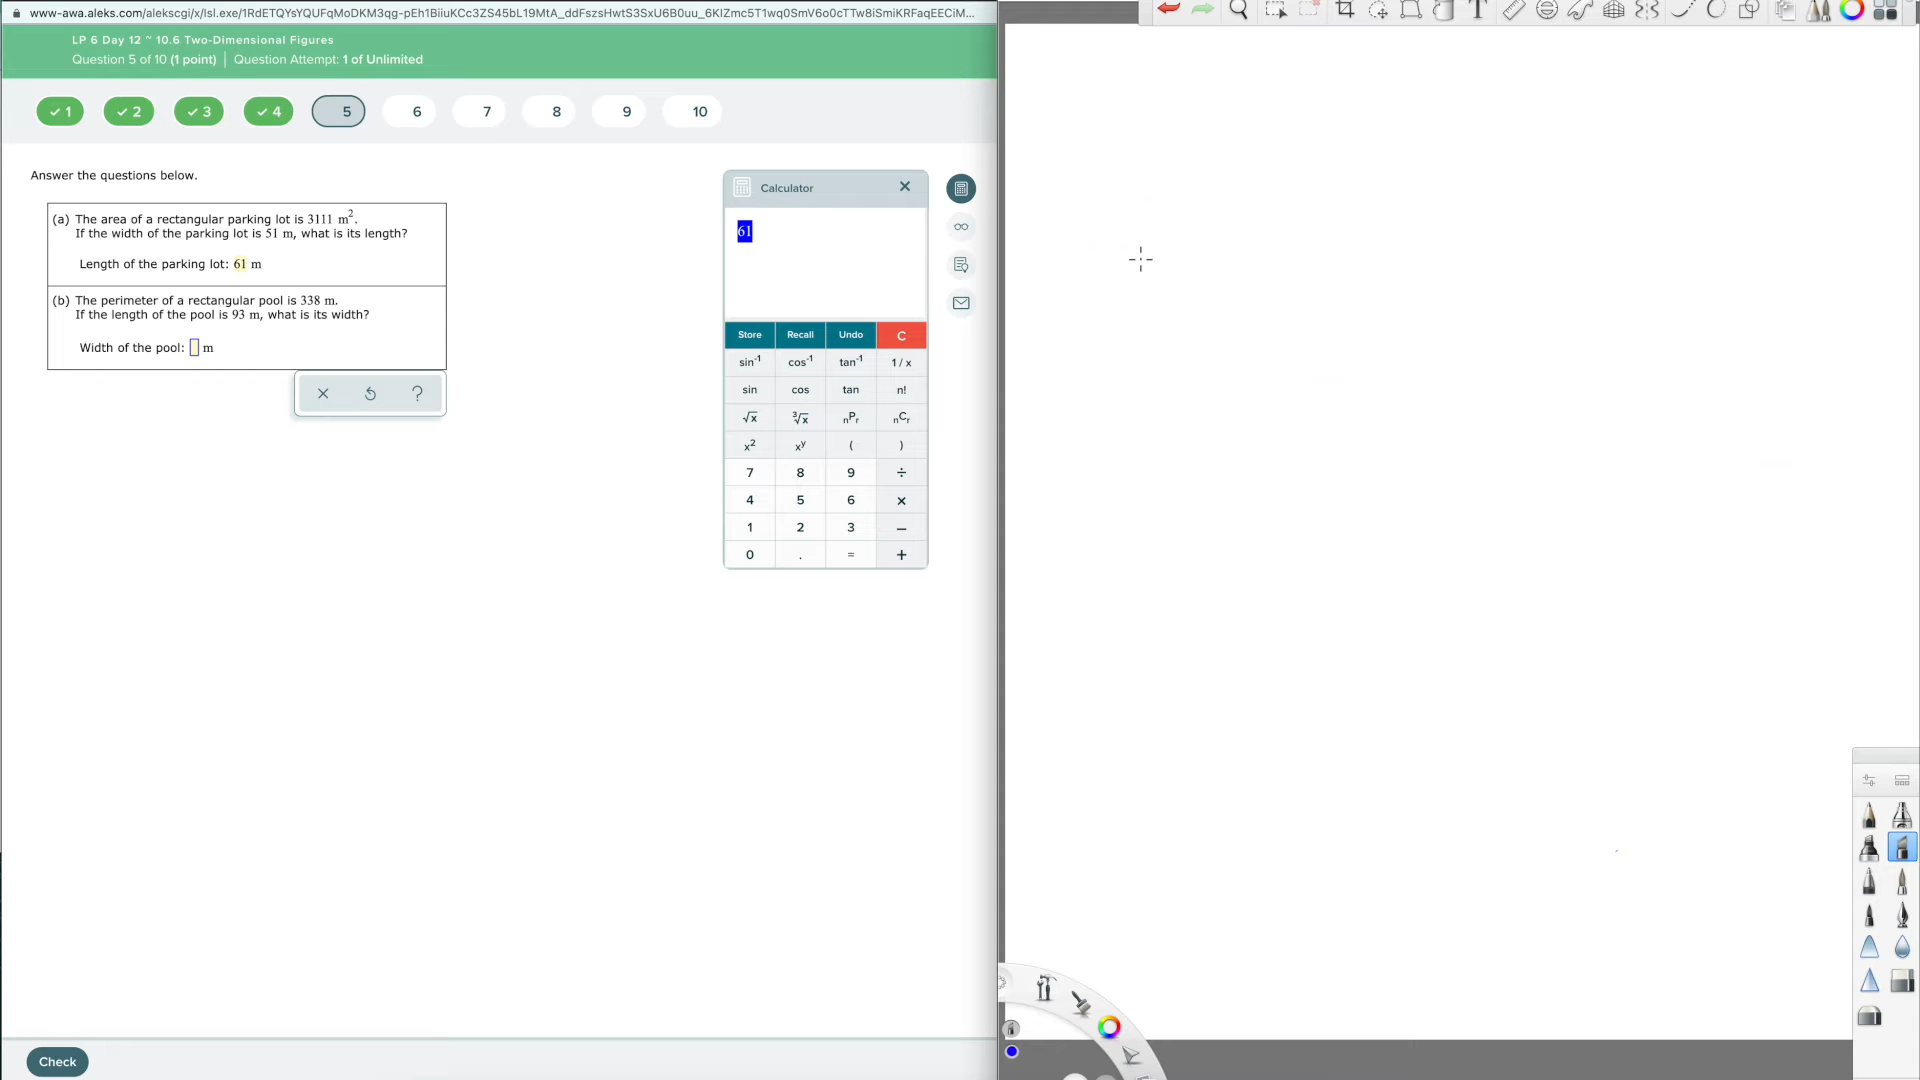 www-awa.aleks.com/alekscgi/x/lsl.exe/1RdETQYsYQUFqMoDKM3qg-pEh1BiiuKCc3ZS45bL19MtA_ddFszsHwtS3SxU6B0uu_6KIZmc5T1wq0SmV6o0cTTw8iSmiKRFaqEECiM...
LP 6 Day 12 ~ 10.6 Two-Dimensional Figures
Question 5 of 10 (1 point) | Question Attempt: 1 of Unlimited
✓ 1 ✓ 2 ✓ 3 ✓ 4 5 6 7 8 9 10
Answer the questions below.
(a) The area of a rectangular parking lot is 3111 m².
If the width of the parking lot is 51 m, what is its length?
Length of the parking lot: 61 m
(b) The perimeter of a rectangular pool is 338 m.
If the length of the pool is 93 m, what is its width?
Width of the pool: m
× ?
Calculator ×
61
Store Recall Undo C
sin⁻¹ cos⁻¹ tan⁻¹ 1 / x
sin cos tan n!
√x ³√x nPr nCr
x² xʸ ( )
7 8 9 ÷
4 5 6 ×
1 2 3 −
0 . = +
T
Check